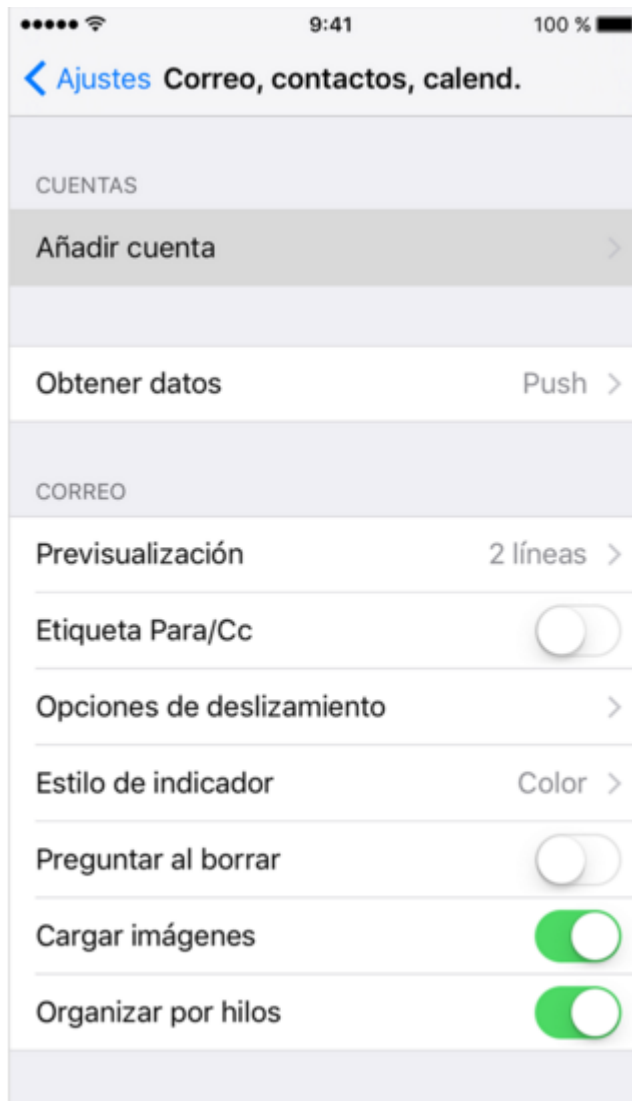 9:41
100 %
Ajustes Correo, contactos, calend.
CUENTAS
Añadir cuenta
Obtener datos Push
CORREO
Previsualización 2 líneas
Etiqueta Para/Cc
Opciones de deslizamiento
Estilo de indicador Color
Preguntar al borrar
Cargar imágenes
Organizar por hilos